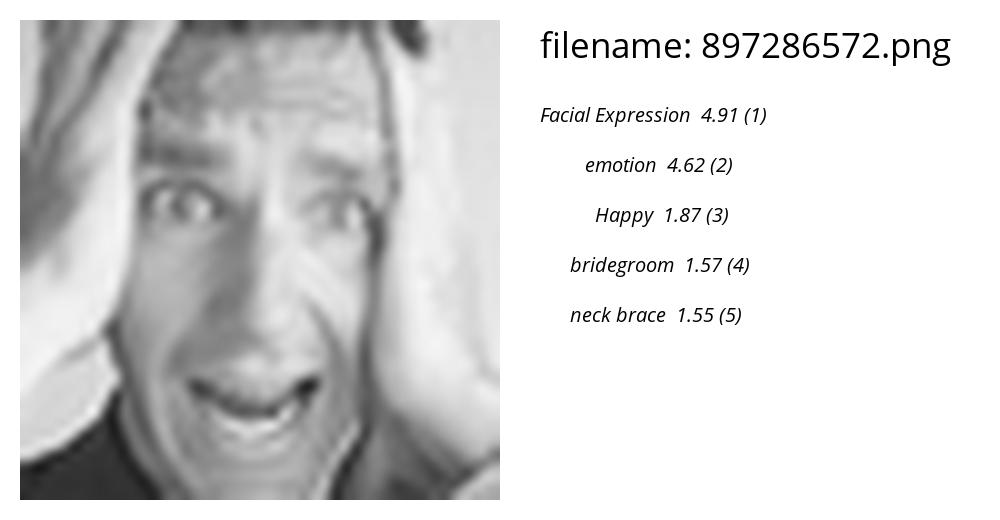 filename: 897286572.png
Facial Expression 4.91 (1)
emotion 4.62 (2)
Happy 1.87 (3)
bridegroom 1.57 (4)
neck brace 1.55 (5)